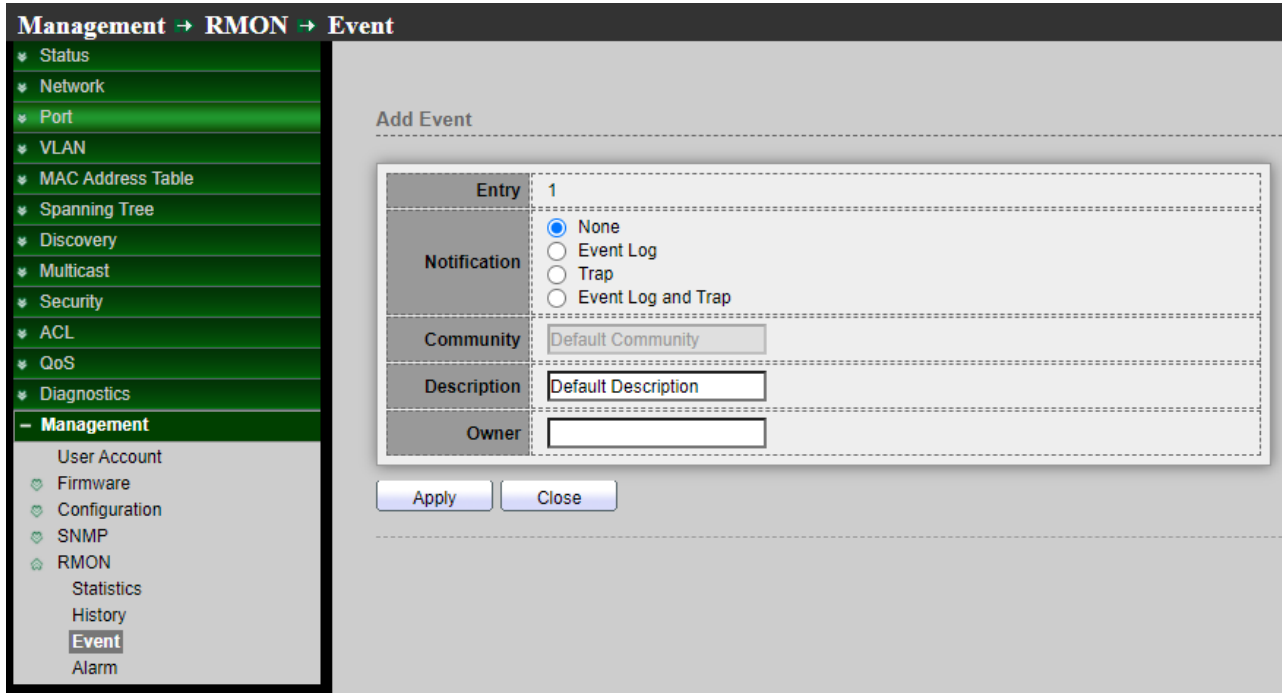 Management → RMON → Event
Status
Network
Port
VLAN
MAC Address Table
Spanning Tree
Discovery
Multicast
Security
ACL
QoS
Diagnostics
Management
User Account
Firmware
Configuration
SNMP
RMON
Statistics
History
Event
Alarm
Add Event
Entry 1
Notification
None
Event Log
Trap
Event Log and Trap
Community Default Community
Description Default Description
Owner
Apply Close